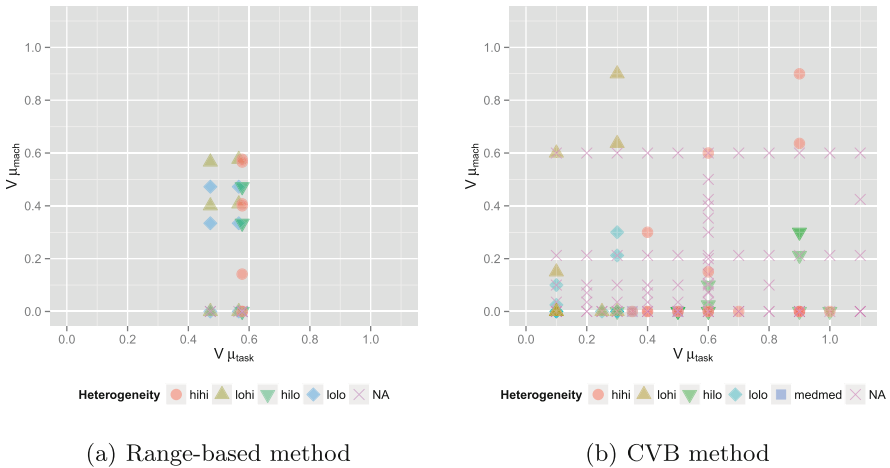 1.0
0.8
0.6
0.4
0.2
0.0
V μmach
0.0 0.2 0.4 0.6 0.8 1.0
V μtask
Heterogeneity hihi lohi hilo lolo NA
(a) Range-based method
1.0
0.8
0.6
0.4
0.2
0.0
V μmach
0.0 0.2 0.4 0.6 0.8 1.0
V μtask
Heterogeneity hihi lohi hilo lolo medmed NA
(b) CVB method